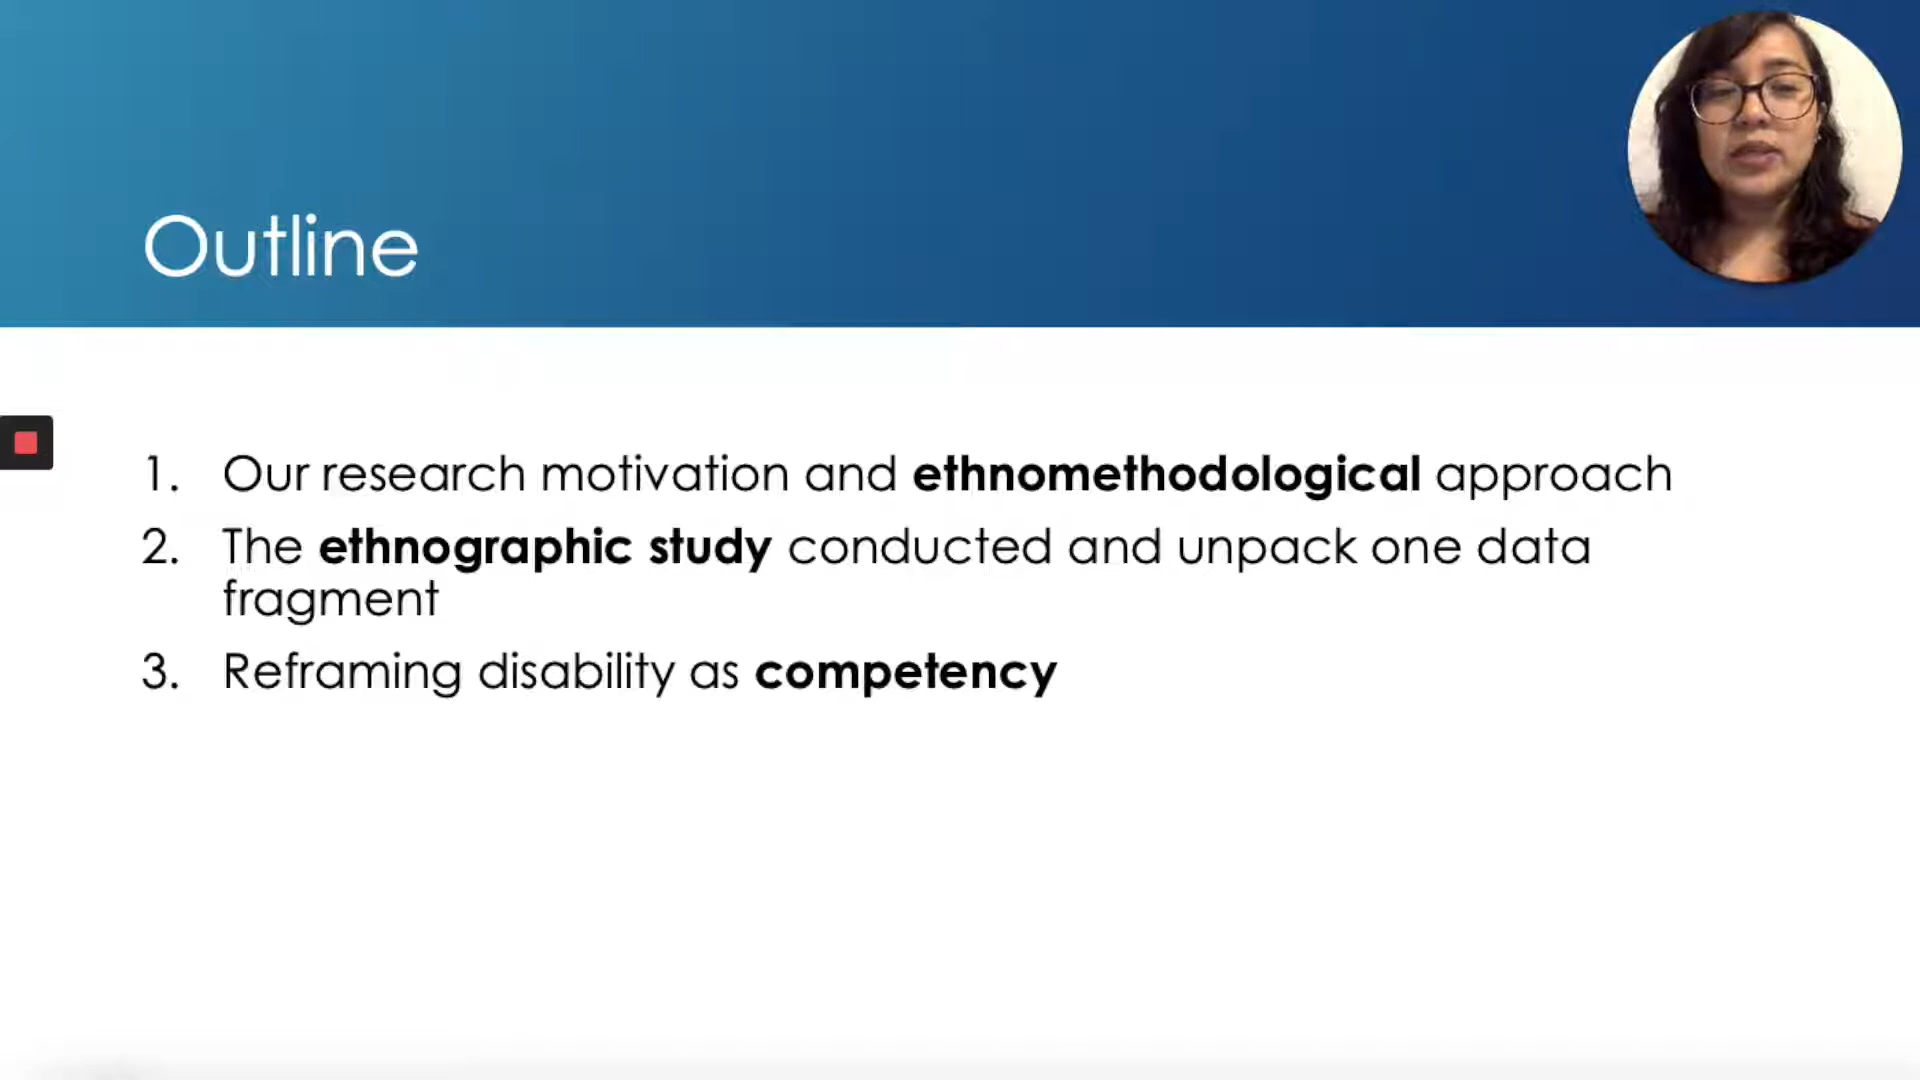 Outline
1. Our research motivation and ethnomethodological approach
2. The ethnographic study conducted and unpack one data
fragment
3. Reframing disability as competency